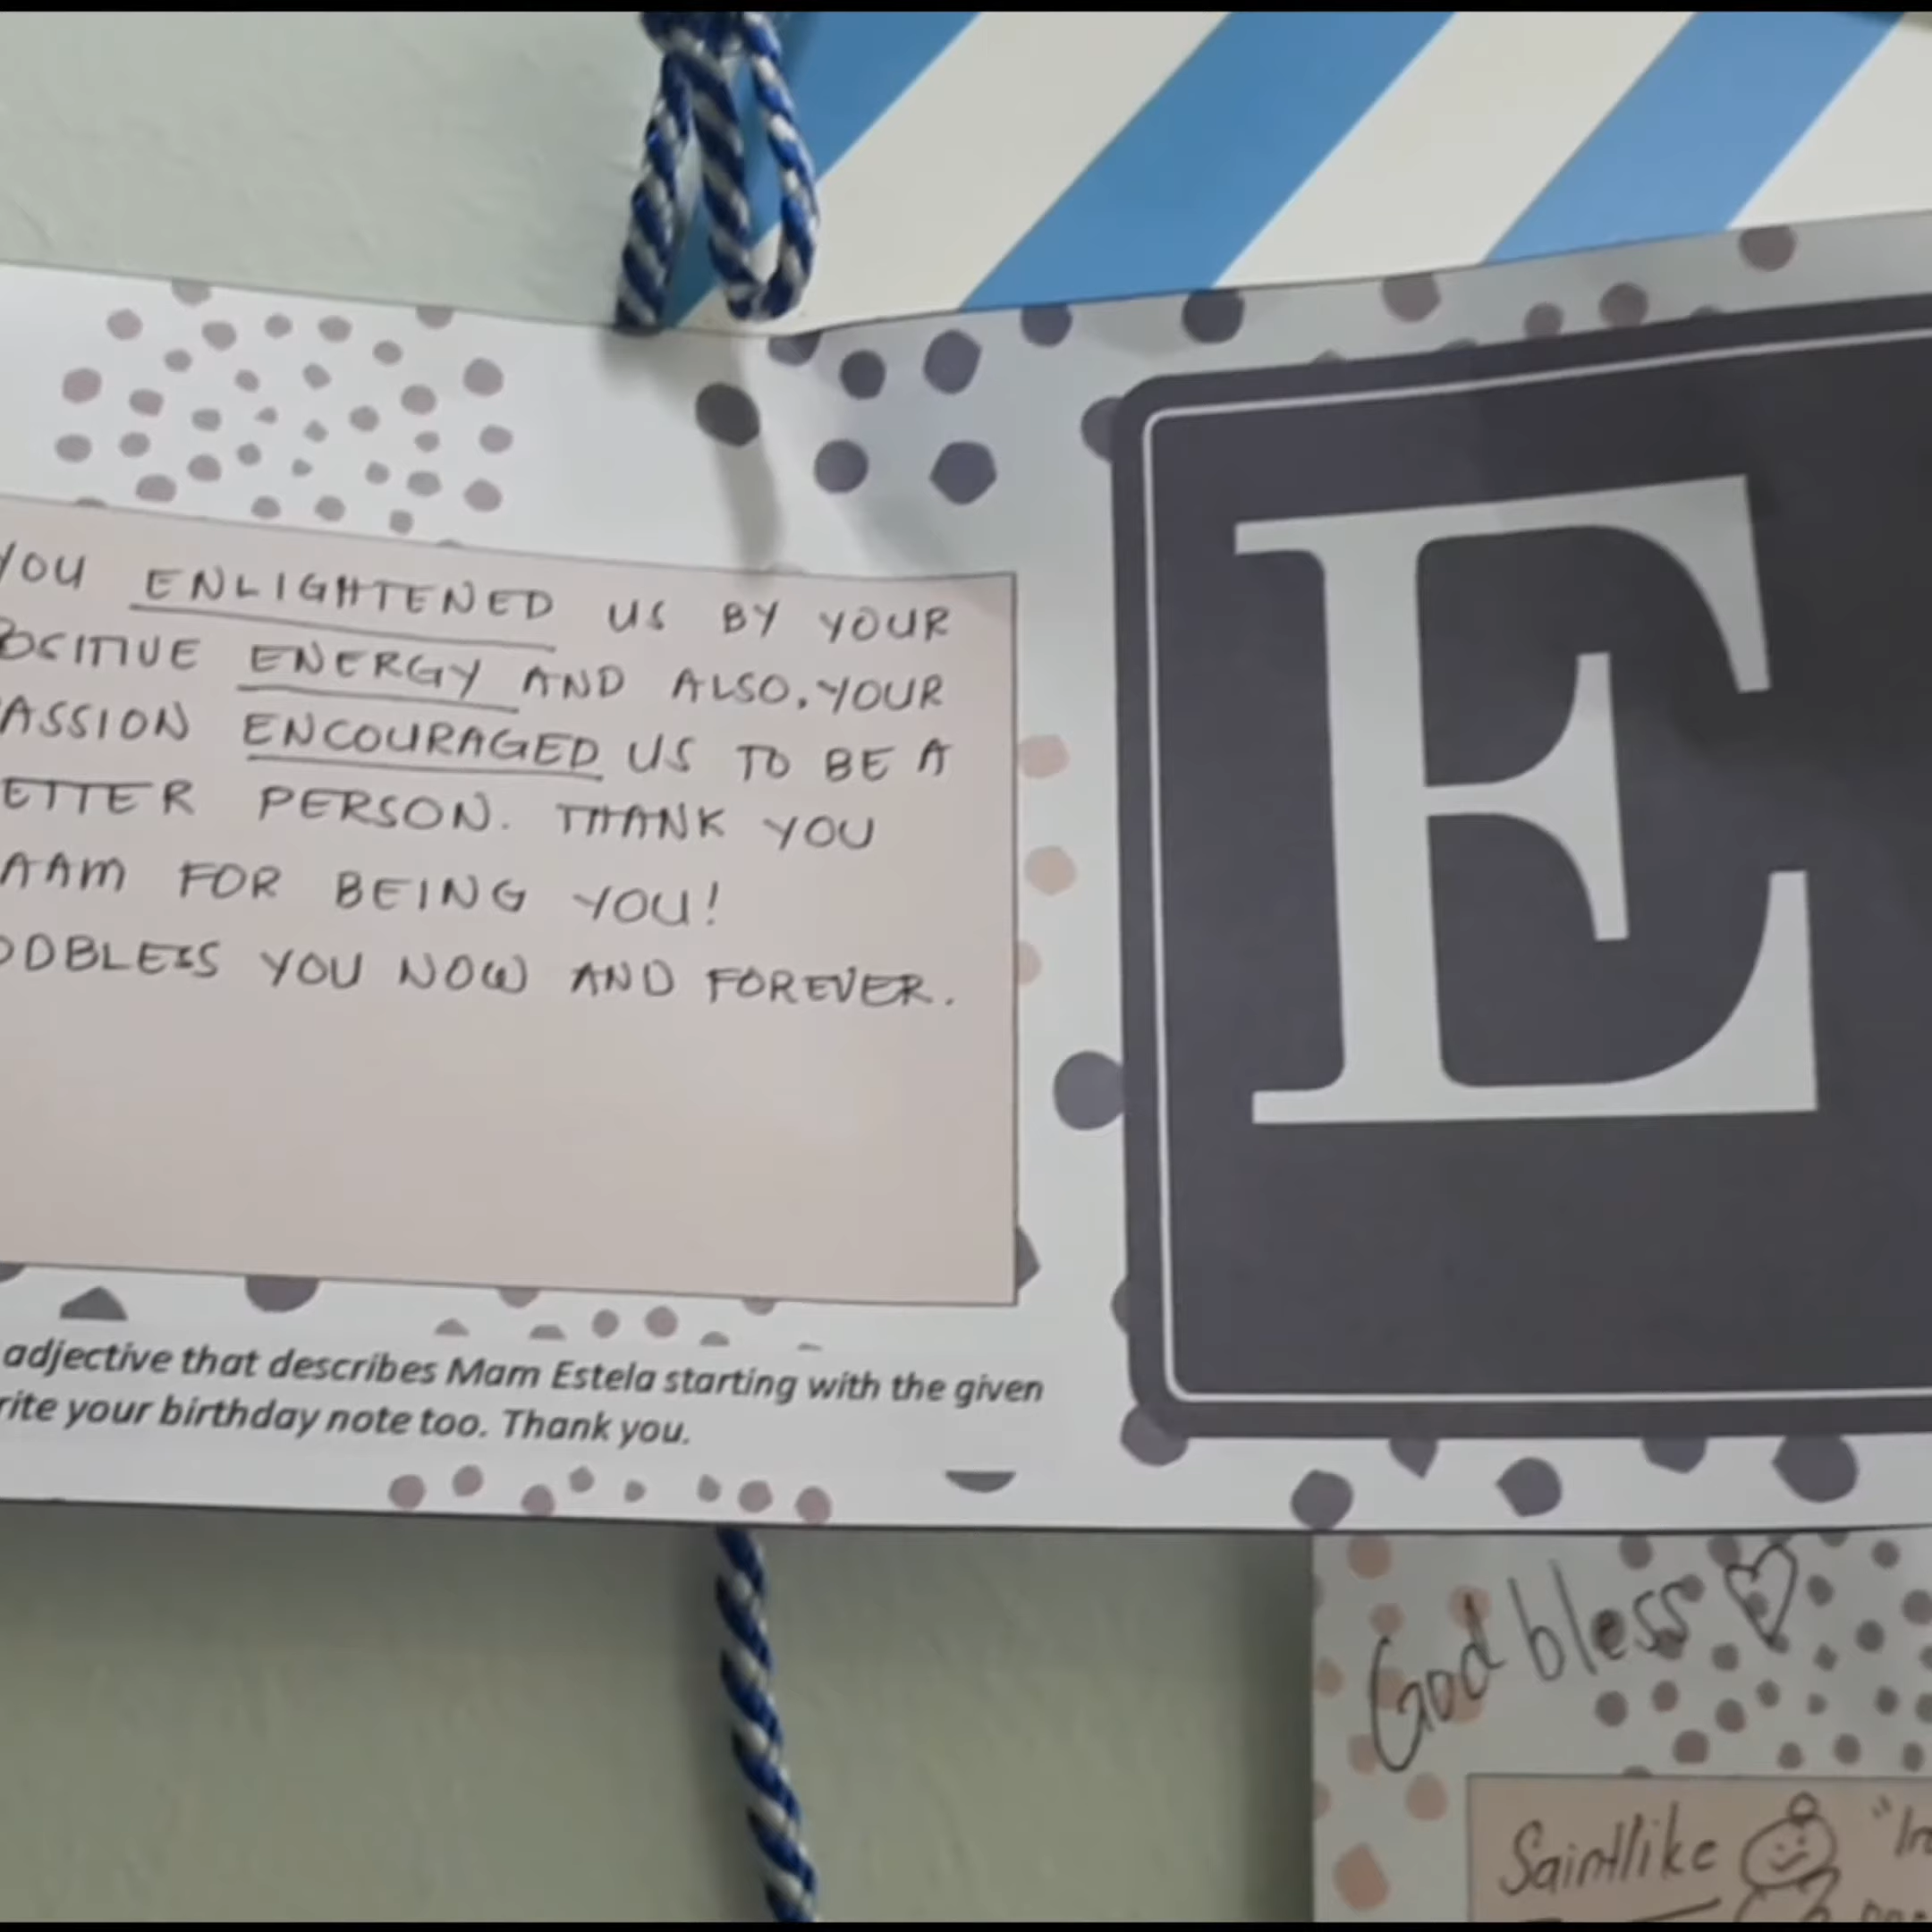 YOU ENLIGHTENED US BY YOUR
OSITIVE ENERGY AND ALSO, YOUR
ASSION ENCOURAGED US TO BE A
ETTER PERSON. THANK YOU
AAM FOR BEING YOU!
ODBLESS YOU NOW AND FOREVER.
adjective that describes Mam Estela starting with the given
rite your birthday note too. Thank you.
E
God bless
Saintlike